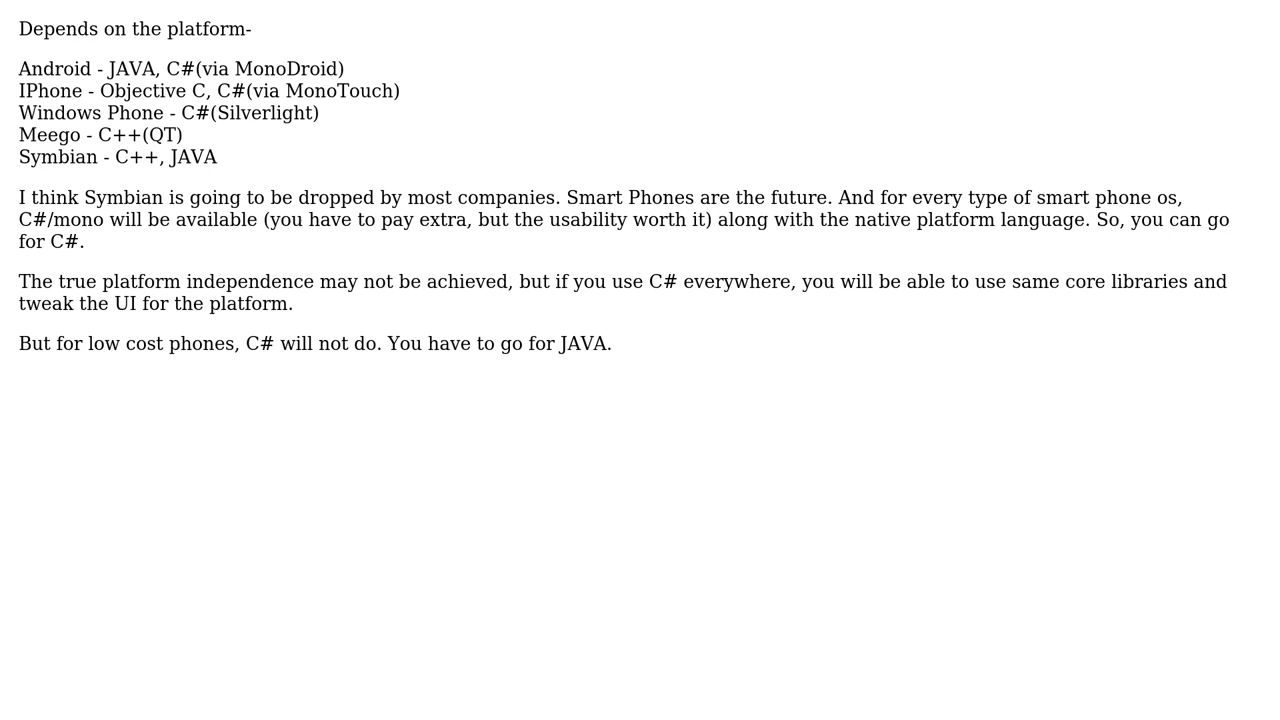 Depends on the platform-
Android - JAVA, C#(via MonoDroid)
IPhone - Objective C, C#(via MonoTouch)
Windows Phone - C#(Silverlight)
Meego - C++(QT)
Symbian - C++, JAVA
I think Symbian is going to be dropped by most companies. Smart Phones are the future. And for every type of smart phone os,
C#/mono will be available (you have to pay extra, but the usability worth it) along with the native platform language. So, you can go
for C#.
The true platform independence may not be achieved, but if you use C# everywhere, you will be able to use same core libraries and
tweak the UI for the platform.
But for low cost phones, C# will not do. You have to go for JAVA.